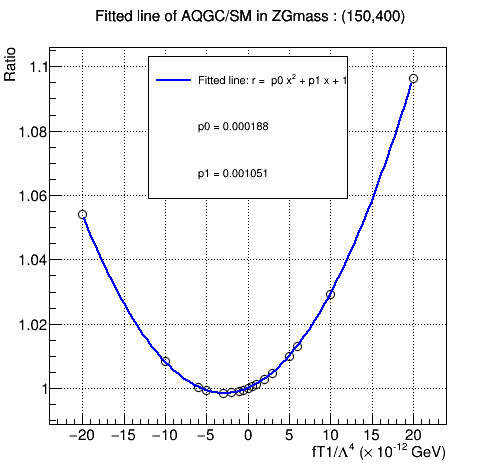 Fitted line of AQGC/SM in ZGmass : (150,400)
Ratio
Fitted line: r = p0 x² + p1 x + 1
p0 = 0.000188
p1 = 0.001051
1.1
1.08
1.06
1.04
1.02
1
−20 −15 −10 −5 0 5 10 15 20
fT1/Λ⁴ (× 10⁻¹² GeV)